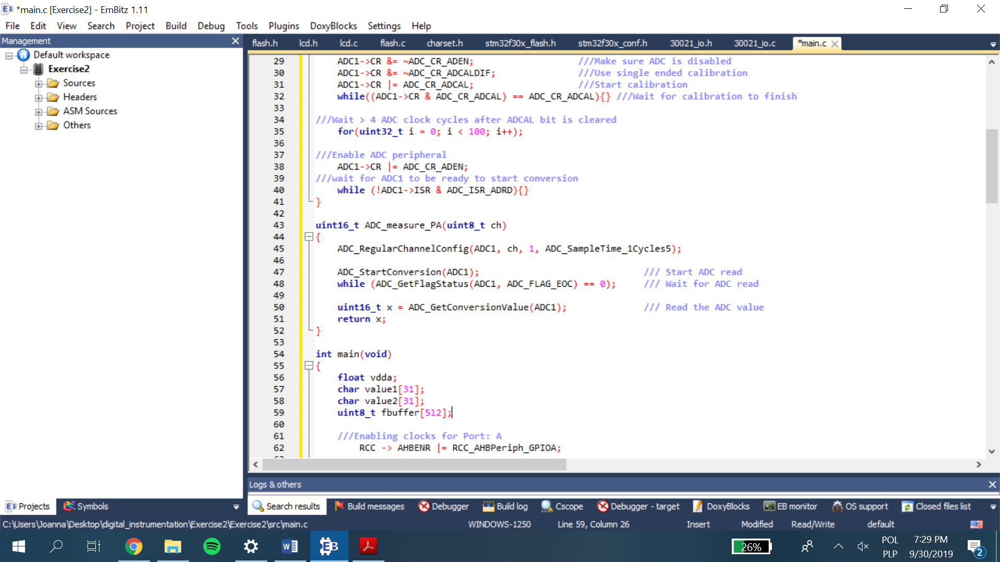 *main.c [Exercise2] - EmBitz 1.11
File Edit View Search Project Build Debug Tools Plugins DoxyBlocks Settings Help
Management
Default workspace
Exercise2
Sources
Headers
ASM Sources
Others
flash.h lcd.h lcd.c flash.c charset.h stm32f30x_flash.h stm32f30x_conf.h 30021_io.h 30021_io.c *main.c
29 ADC1->CR &= ~ADC_CR_ADEN; ///Make sure ADC is disabled
30 ADC1->CR &= ~ADC_CR_ADCALDIF; ///Use single ended calibration
31 ADC1->CR |= ADC_CR_ADCAL; ///Start calibration
32 while((ADC1->CR & ADC_CR_ADCAL) == ADC_CR_ADCAL){} ///Wait for calibration to finish
33
34 ///Wait > 4 ADC clock cycles after ADCAL bit is cleared
35 for(uint32_t i = 0; i < 100; i++);
36
37 ///Enable ADC peripheral
38 ADC1->CR |= ADC_CR_ADEN;
39 ///wait for ADC1 to be ready to start conversion
40 while (!ADC1->ISR & ADC_ISR_ADRD){}
41 }
42
43 uint16_t ADC_measure_PA(uint8_t ch)
44 {
45 ADC_RegularChannelConfig(ADC1, ch, 1, ADC_SampleTime_1Cycles5);
46
47 ADC_StartConversion(ADC1); /// Start ADC read
48 while (ADC_GetFlagStatus(ADC1, ADC_FLAG_EOC) == 0); /// Wait for ADC read
49
50 uint16_t x = ADC_GetConversionValue(ADC1); /// Read the ADC value
51 return x;
52 }
53
54 int main(void)
55 {
56 float vdda;
57 char value1[31];
58 char value2[31];
59 uint8_t fbuffer[512];
60
61 ///Enabling clocks for Port: A
62 RCC -> AHBENR |= RCC_AHBPeriph_GPIOA;
Logs & others
Projects Symbols
Search results Build messages Debugger Build log Cscope Debugger - target DoxyBlocks EB monitor OS support Closed files list
C:\Users\Joanna\Desktop\digital_instrumentation\Exercise2\Exercise2\src\main.c WINDOWS-1250 Line 59, Column 26 Insert Modified Read/Write default
26%
POL
PLP
7:29 PM
9/30/2019
2